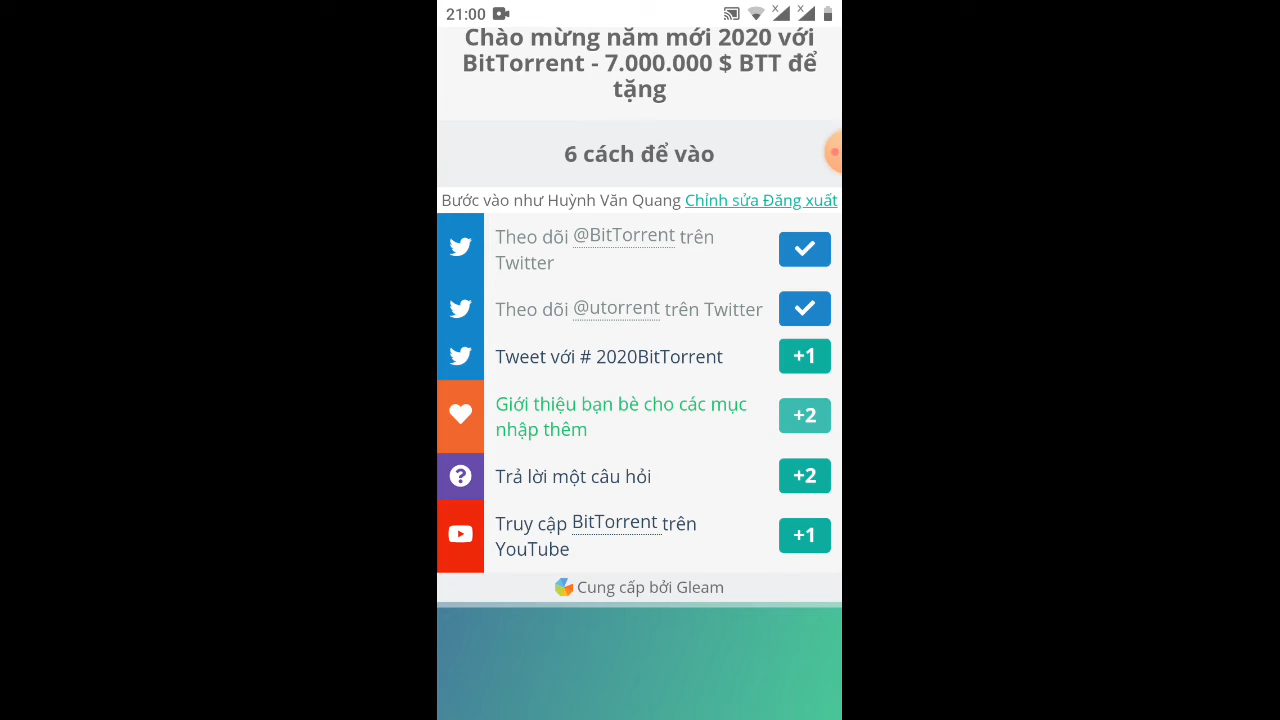 21:00
Chào mừng năm mới 2020 với
BitTorrent - 7.000.000 $ BTT để
tặng
6 cách để vào
Bước vào như Huỳnh Văn Quang Chỉnh sửa Đăng xuất
Theo dõi @BitTorrent trên
Twitter
Theo dõi @utorrent trên Twitter
Tweet với # 2020BitTorrent +1
Giới thiệu bạn bè cho các mục
nhập thêm
+2
Trả lời một câu hỏi +2
Truy cập BitTorrent trên
YouTube
+1
Cung cấp bởi Gleam